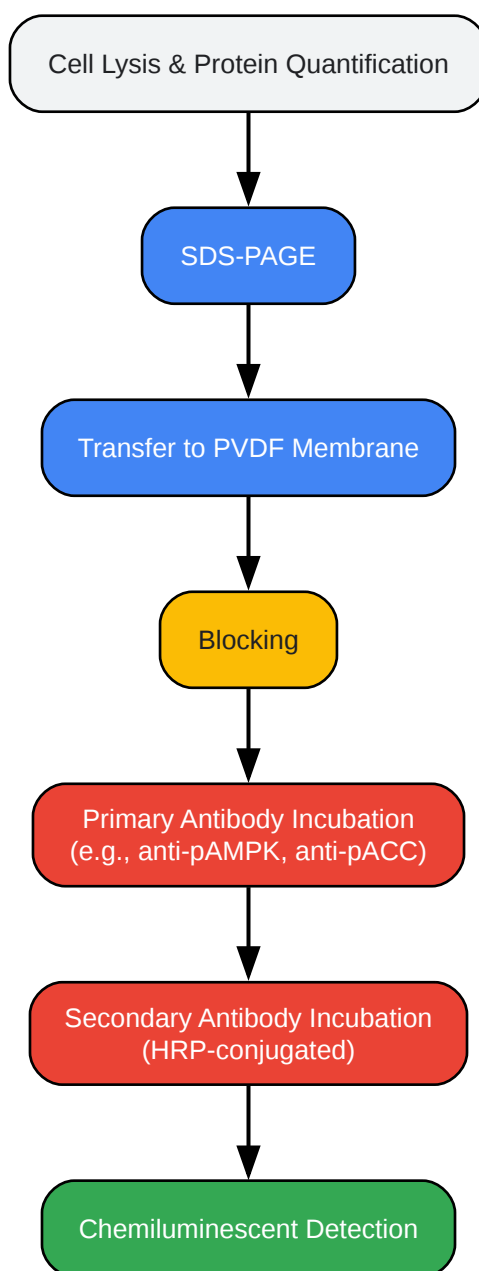 Cell Lysis & Protein Quantification
SDS-PAGE
Transfer to PVDF Membrane
Blocking
Primary Antibody Incubation
(e.g., anti-pAMPK, anti-pACC)
Secondary Antibody Incubation
(HRP-conjugated)
Chemiluminescent Detection